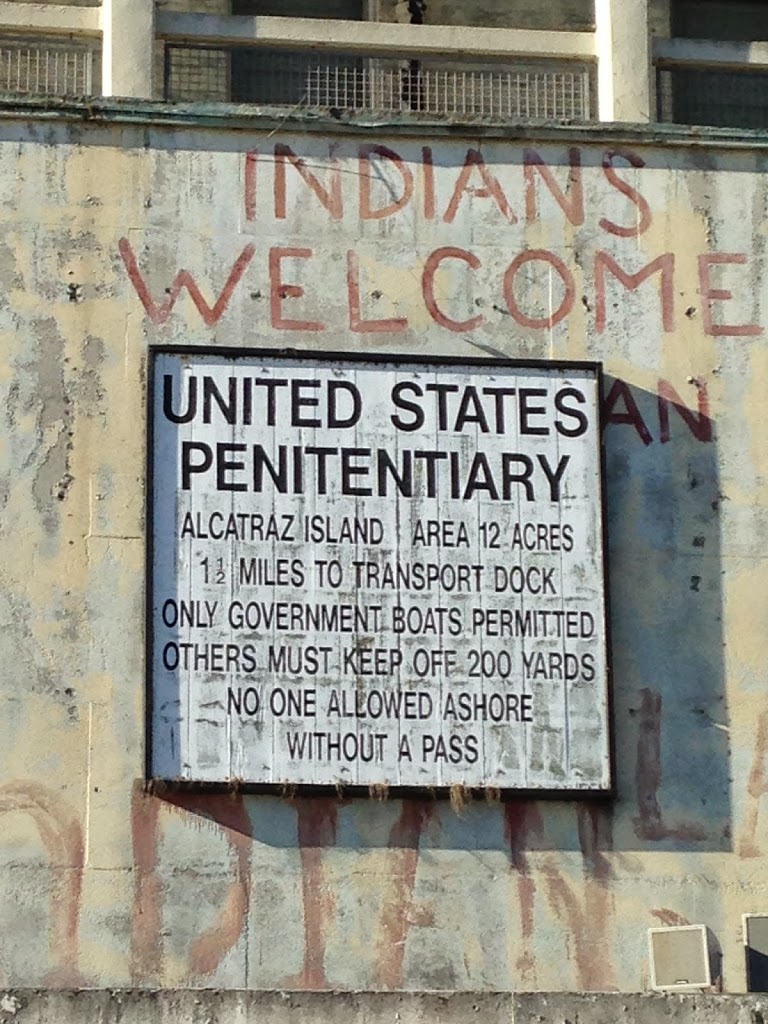 INDIANS
WELCOME
UNITED STATES
AN
PENITENTIARY
ALCATRAZ ISLAND AREA 12 ACRES
1½ MILES TO TRANSPORT DOCK
ONLY GOVERNMENT BOATS PERMITTED
OTHERS MUST KEEP OFF 200 YARDS
NO ONE ALLOWED ASHORE
WITHOUT A PASS